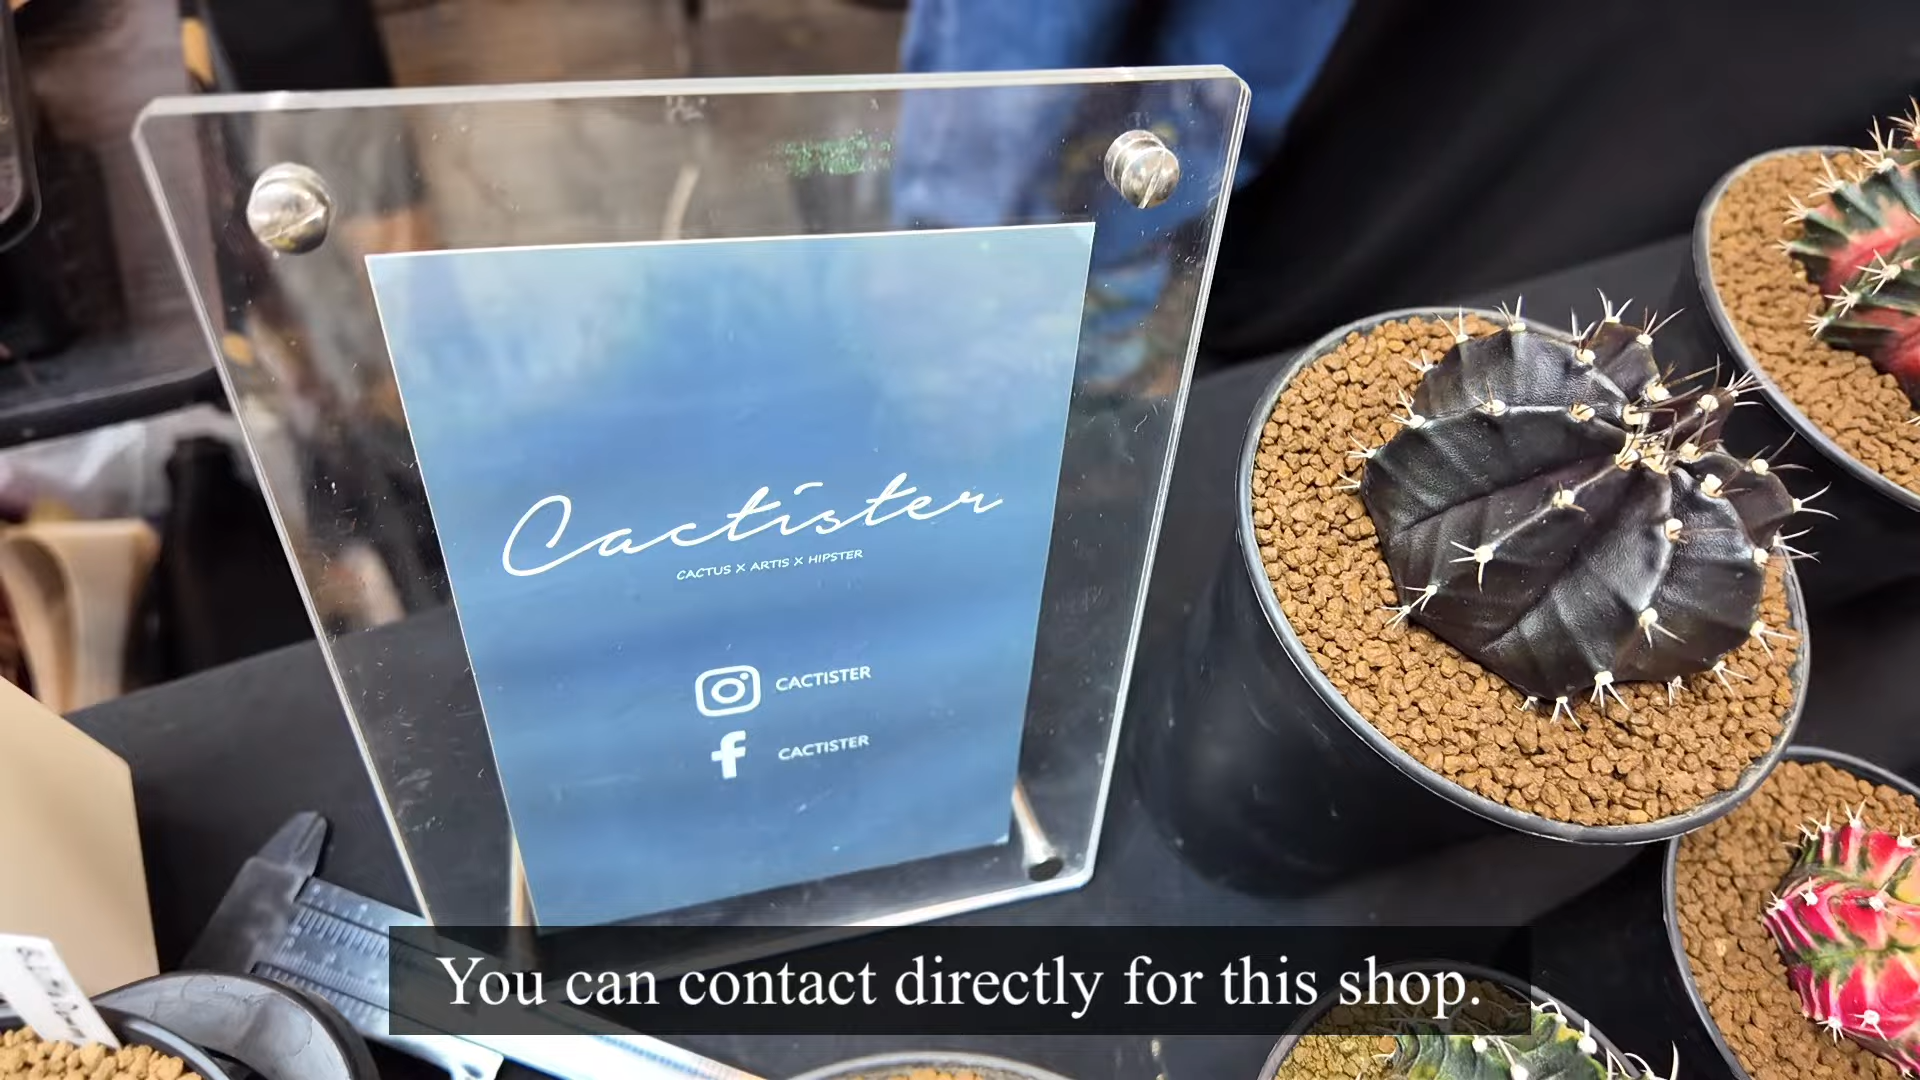 Cactister
CACTUS X ARTIS X HIPSTER
CACTISTER
CACTISTER
You can contact directly for this shop.